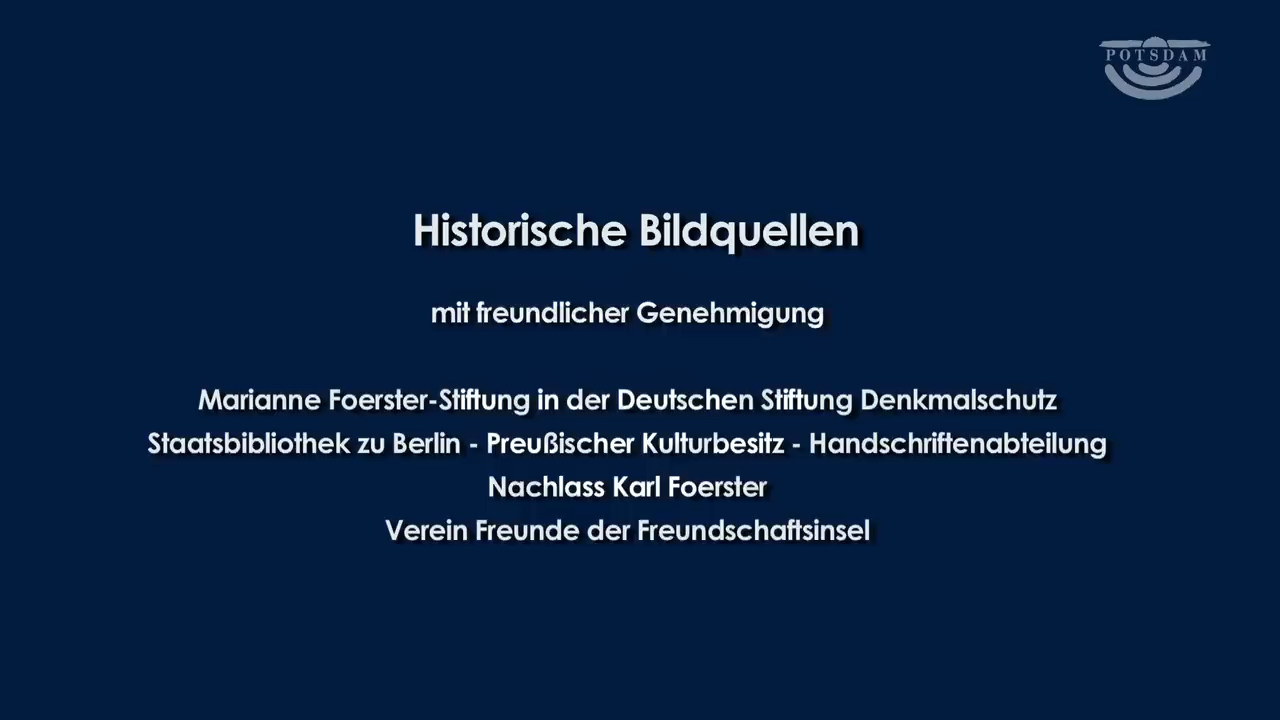 POTSDAM
Historische Bildquellen
mit freundlicher Genehmigung
Marianne Foerster-Stiftung in der Deutschen Stiftung Denkmalschutz
Staatsbibliothek zu Berlin - Preußischer Kulturbesitz - Handschriftenabteilung
Nachlass Karl Foerster
Verein Freunde der Freundschaftsinsel